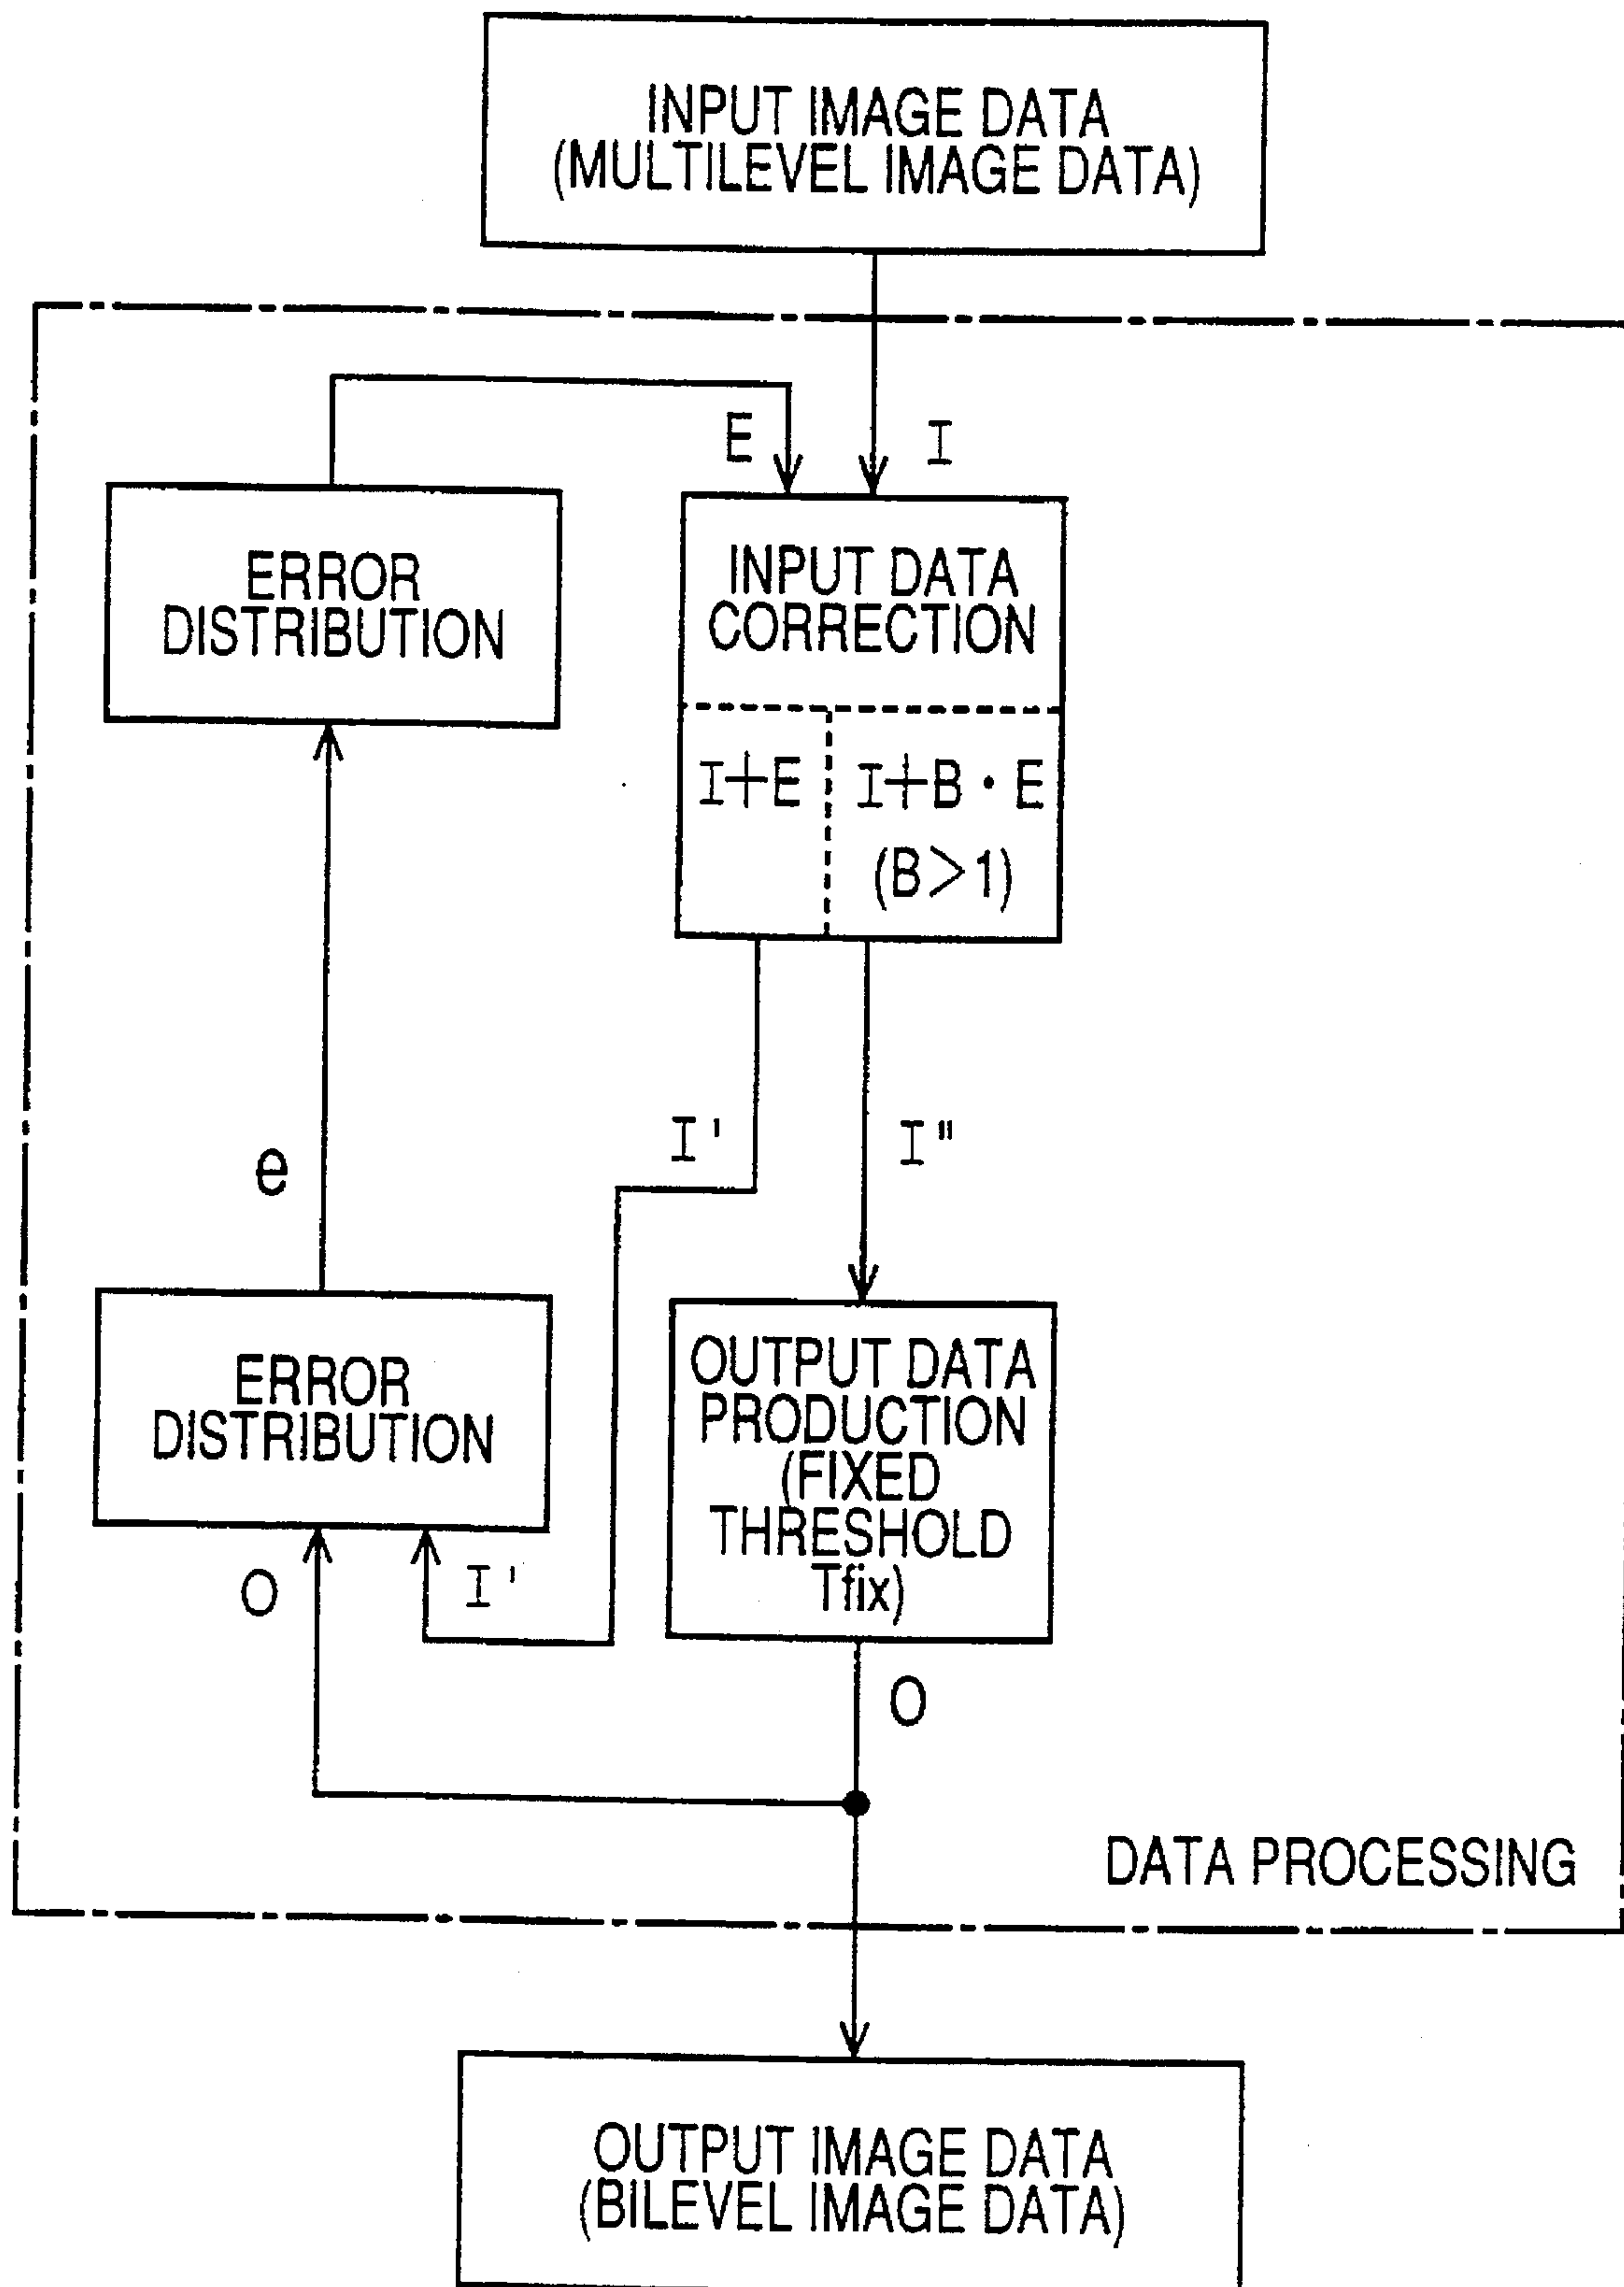 INPUT IMAGE DATA
(MULTILEVEL IMAGE DATA)
E
I
ERROR
DISTRIBUTION
INPUT DATA
CORRECTION
I+E
I+B・E
(B>1)
I'
I"
e
ERROR
DISTRIBUTION
OUTPUT DATA
PRODUCTION
(FIXED
THRESHOLD
Tfix)
O
I'
O
DATA PROCESSING
OUTPUT IMAGE DATA
(BILEVEL IMAGE DATA)